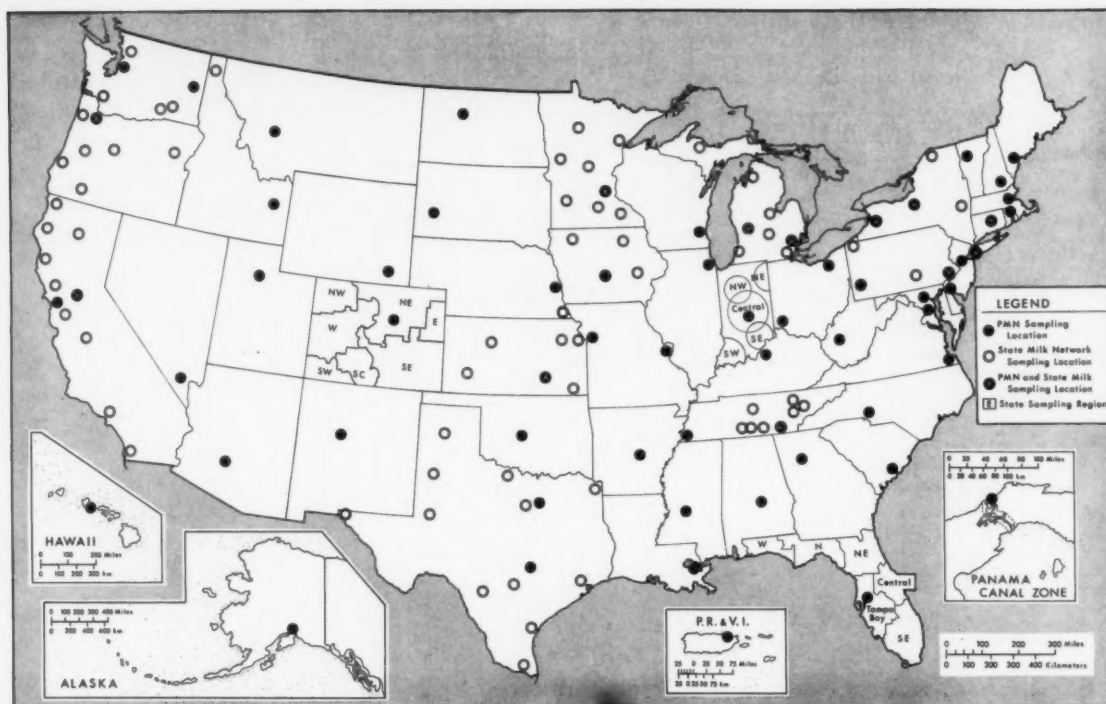 NW
NE
W
E
SW
SC
SE
NW
NE
Central
SW
SE
LEGEND
PMN Sampling
Location
State Milk Network
Sampling Location
PMN and State Milk
Sampling Location
E State Sampling Region
HAWAII
0 100 200 Miles
0 100 200 300 km
0 100 200 300 400 Miles
0 200 400 600 km
ALASKA
P.R. & V.I.
25 0 25 50 75 Miles
25 0 25 50 75 km
W
N
NE
Central
Tampa
Bay
SE
0 20 40 60 80 100 Miles
0 20 40 60 80 100 km
PANAMA
CANAL ZONE
0 100 200 300 Miles
0 100 200 300 400 Kilometers